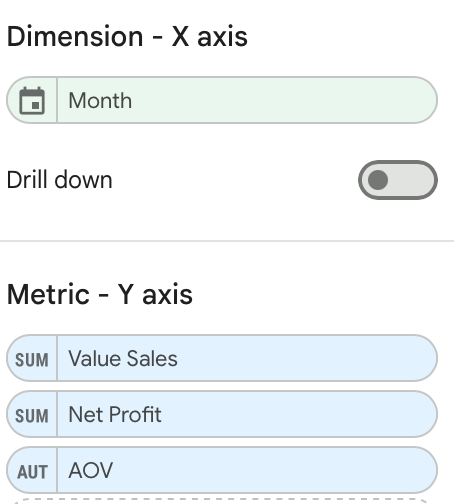 Dimension - X axis
Month
Drill down
Metric - Y axis
SUM Value Sales
SUM Net Profit
AUT AOV